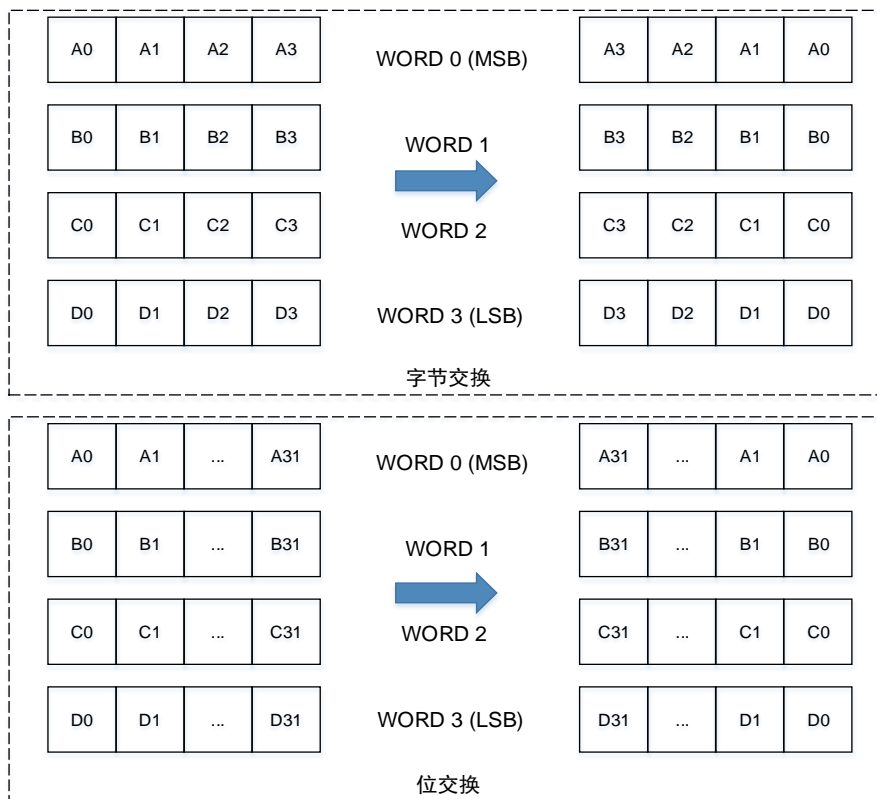 A0 A1 A2 A3 WORD 0 (MSB) A3 A2 A1 A0
B0 B1 B2 B3 WORD 1 B3 B2 B1 B0
C0 C1 C2 C3 WORD 2 C3 C2 C1 C0
D0 D1 D2 D3 WORD 3 (LSB) D3 D2 D1 D0
字节交换
A0 A1 ... A31 WORD 0 (MSB) A31 ... A1 A0
B0 B1 ... B31 WORD 1 B31 ... B1 B0
C0 C1 ... C31 WORD 2 C31 ... C1 C0
D0 D1 ... D31 WORD 3 (LSB) D31 ... D1 D0
位交换